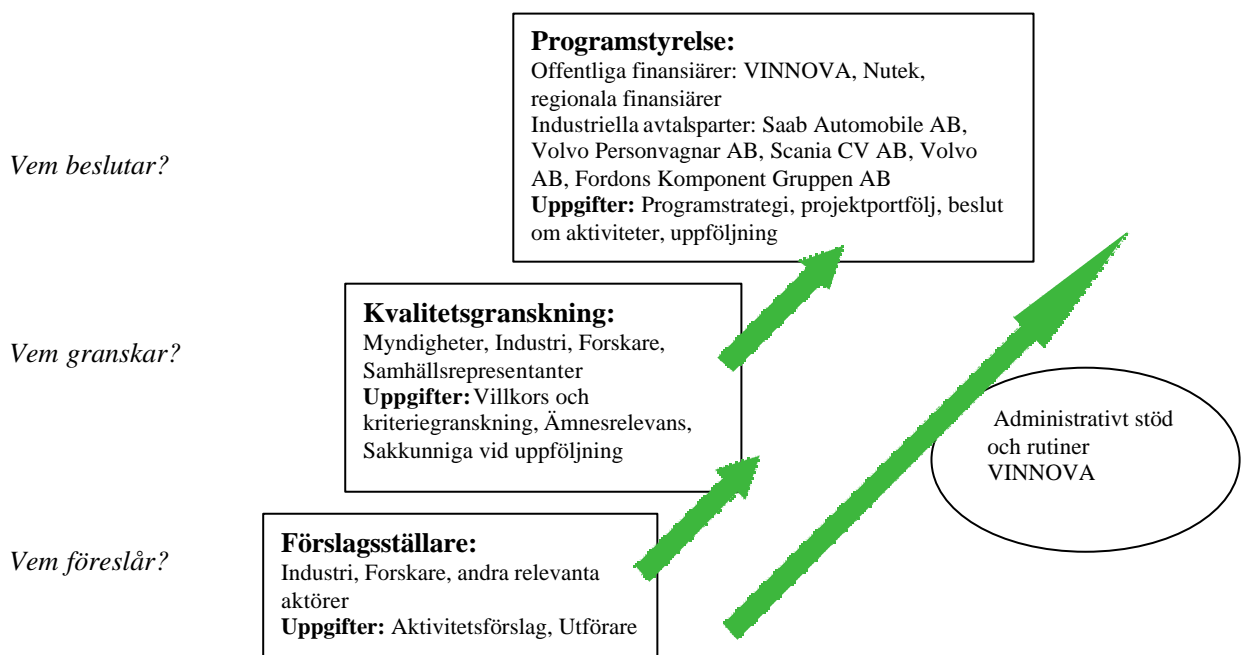 Programstyrelse:
Offentliga finansiärer: VINNOVA, Nutek,
regionala finansiärer
Industriella avtalsparter: Saab Automobile AB,
Volvo Personvagnar AB, Scania CV AB, Volvo
AB, Fordons Komponent Gruppen AB
Uppgifter: Programstrategi, projektportfölj, beslut
om aktiviteter, uppföljning
Vem beslutar?
Kvalitetsgranskning:
Myndigheter, Industri, Forskare,
Samhällsrepresentanter
Uppgifter: Villkors och
kriteriegranskning, Ämnesrelevans,
Sakkunniga vid uppföljning
Vem granskar?
Administrativt stöd
och rutiner
VINNOVA
Förslagsställare:
Industri, Forskare, andra relevanta
aktörer
Uppgifter: Aktivitetsförslag, Utförare
Vem föreslår?